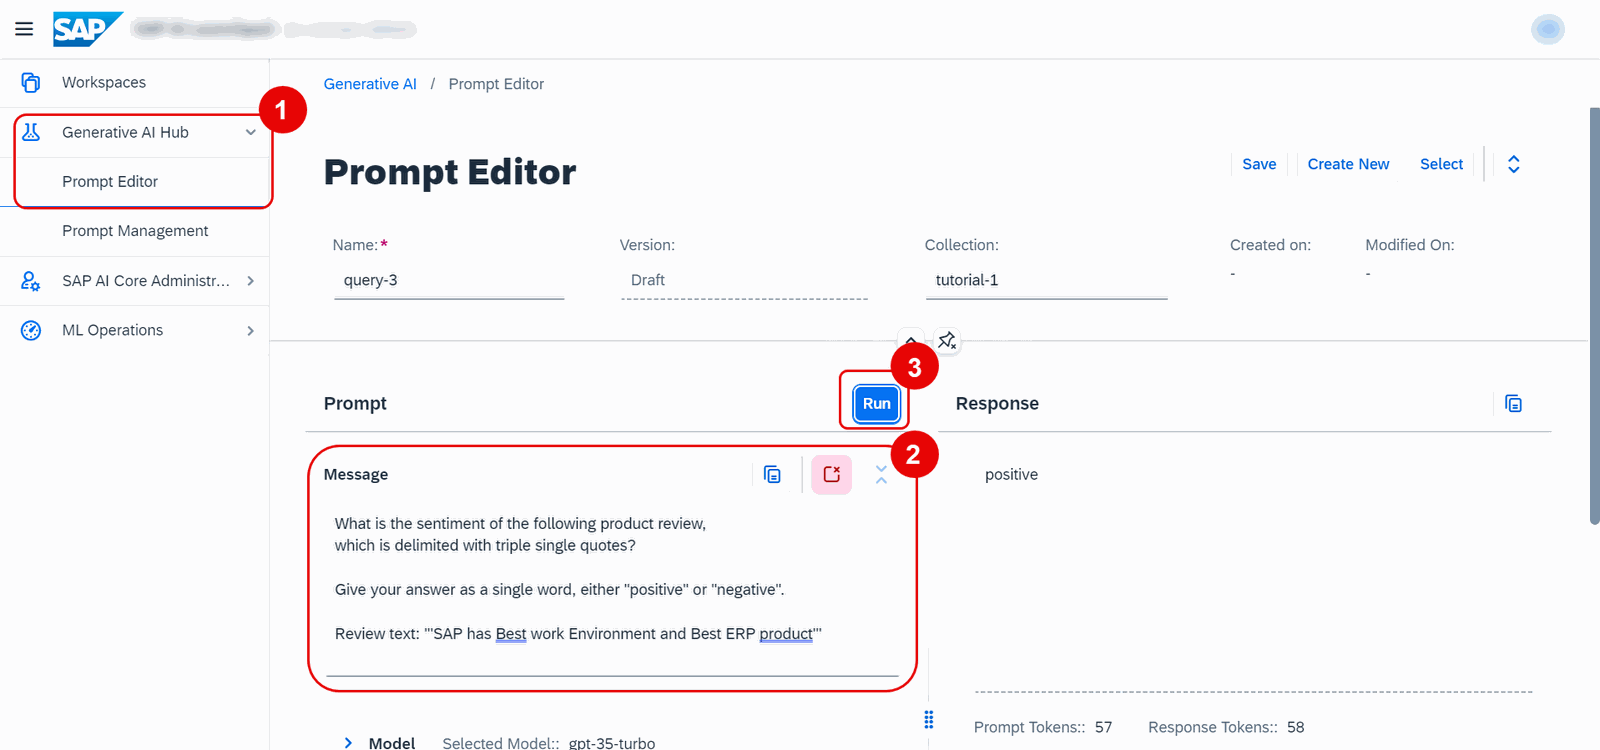 SAP
Workspaces
Generative AI Hub
Prompt Editor
Prompt Management
SAP AI Core Administr...
ML Operations
1
Generative AI / Prompt Editor
Prompt Editor
Save Create New Select
Name:* Version: Collection: Created on: Modified On:
query-3 Draft tutorial-1 - -
3
Prompt Run Response
2
Message
What is the sentiment of the following product review,
which is delimited with triple single quotes?
Give your answer as a single word, either "positive" or "negative".
Review text: '''SAP has Best work Environment and Best ERP product'''
positive
Prompt Tokens:: 57 Response Tokens:: 58
Model Selected Model:: gpt-35-turbo